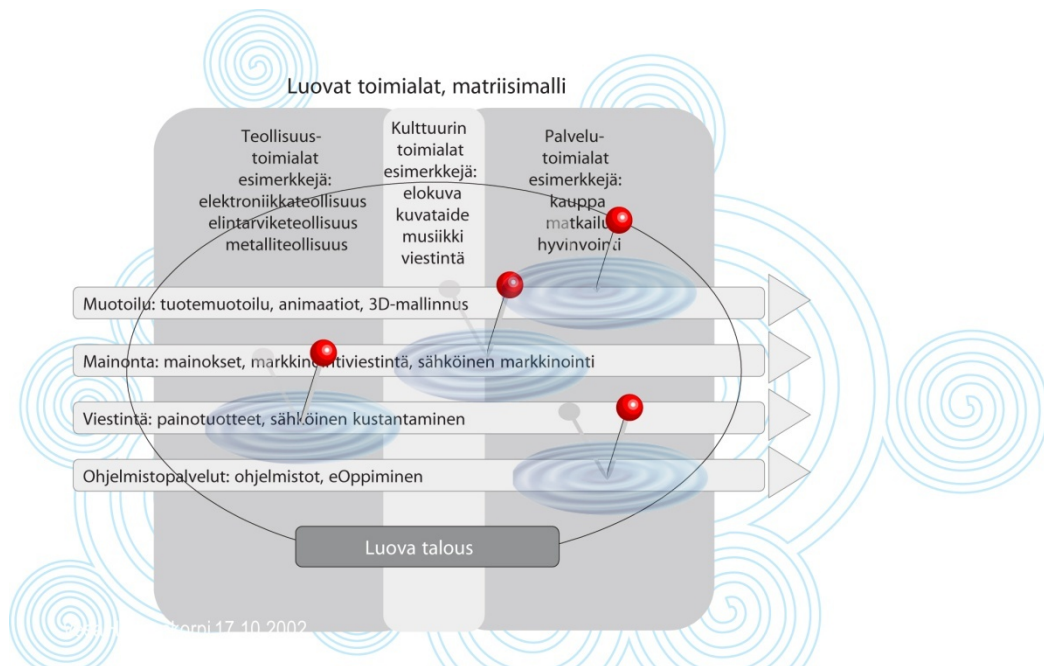 Luovat toimialat, matriisimalli
Teollisuus-
toimialat
esimerkkejä:
elektroniikkateollisuus
elintarviketeollisuus
metalliteollisuus
Kulttuurin
toimialat
esimerkkejä:
elokuva
kuvataide
musiikki
viestintä
Palvelu-
toimialat
esimerkkejä:
kauppa
matkailu
hyvinvointi
Muotoilu: tuotemuotoilu, animaatiot, 3D-mallinnus
Mainonta: mainokset, markkinointiviestintä, sähköinen markkinointi
Viestintä: painotuotteet, sähköinen kustantaminen
Ohjelmistopalvelut: ohjelmistot, eOppiminen
Luova talous
17.10.2002